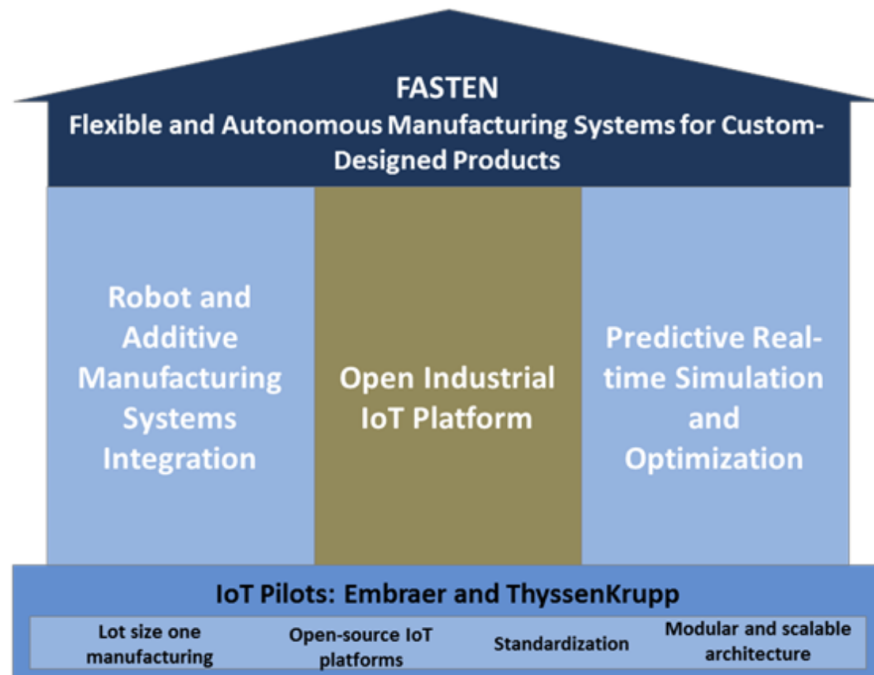 FASTEN
Flexible and Autonomous Manufacturing Systems for Custom-
Designed Products
Robot and
Additive
Manufacturing
Systems
Integration
Open Industrial
IoT Platform
Predictive Real-
time Simulation
and
Optimization
IoT Pilots: Embraer and ThyssenKrupp
Lot size one
manufacturing
Open-source IoT
platforms
Standardization
Modular and scalable
architecture